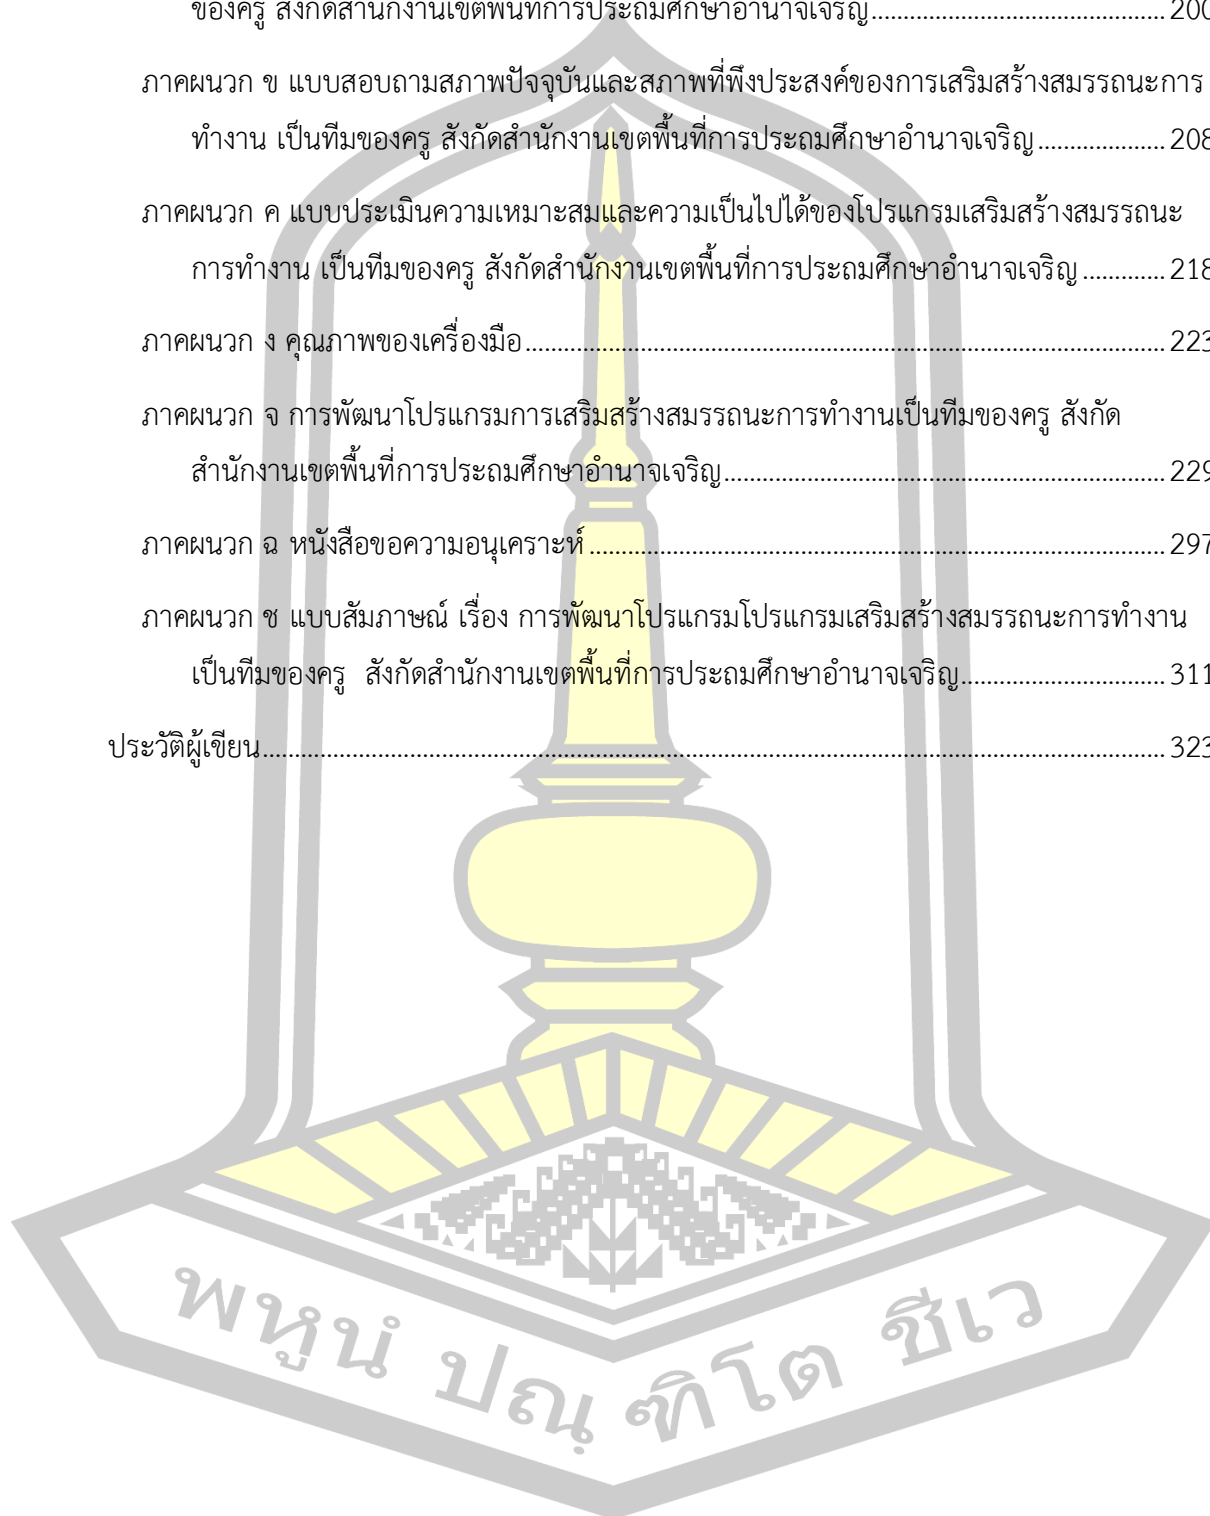 ของครู สังกัดสำนักงานเขตพื้นที่การประถมศึกษาอำนาจเจริญ 200
ภาคผนวก ข แบบสอบถามสภาพปัจจุบันและสภาพที่พึงประสงค์ของการเสริมสร้างสมรรถนะการ
ทำงาน เป็นทีมของครู สังกัดสำนักงานเขตพื้นที่การประถมศึกษาอำนาจเจริญ 208
ภาคผนวก ค แบบประเมินความเหมาะสมและความเป็นไปได้ของโปรแกรมเสริมสร้างสมรรถนะ
การทำงาน เป็นทีมของครู สังกัดสำนักงานเขตพื้นที่การประถมศึกษาอำนาจเจริญ 218
ภาคผนวก ง คุณภาพของเครื่องมือ 223
ภาคผนวก จ การพัฒนาโปรแกรมการเสริมสร้างสมรรถนะการทำงานเป็นทีมของครู สังกัด
สำนักงานเขตพื้นที่การประถมศึกษาอำนาจเจริญ 229
ภาคผนวก ฉ หนังสือขอความอนุเคราะห์ 297
ภาคผนวก ช แบบสัมภาษณ์ เรื่อง การพัฒนาโปรแกรมโปรแกรมเสริมสร้างสมรรถนะการทำงาน
เป็นทีมของครู สังกัดสำนักงานเขตพื้นที่การประถมศึกษาอำนาจเจริญ 311
ประวัติผู้เขียน 323
พหูนํ ปณฺฑิโต ชีเว